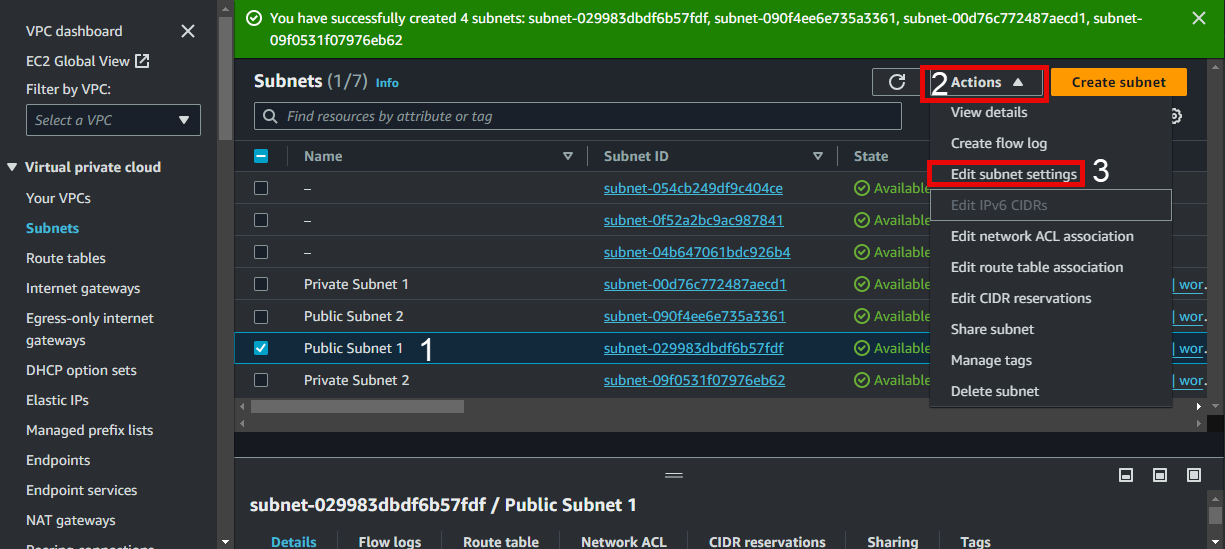 VPC dashboard
EC2 Global View
Filter by VPC:
Select a VPC
Virtual private cloud
Your VPCs
Subnets
Route tables
Internet gateways
Egress-only internet
gateways
DHCP option sets
Elastic IPs
Managed prefix lists
Endpoints
Endpoint services
NAT gateways
Peering connections
You have successfully created 4 subnets: subnet-029983dbdf6b57fdf, subnet-090f4ee6e735a3361, subnet-00d76c772487aecd1, subnet-
09f0531f07976eb62
Subnets (1/7) Info
2 Actions
Create subnet
Find resources by attribute or tag
View details
Create flow log
Edit subnet settings 3
Edit IPv6 CIDRs
Edit network ACL association
Edit route table association
Edit CIDR reservations
Share subnet
Manage tags
Delete subnet
Name Subnet ID State
– subnet-054cb249df9c404ce Available
– subnet-0f52a2bc9ac987841 Available
– subnet-04b647061bdc926b4 Available
Private Subnet 1 subnet-00d76c772487aecd1 Available | wor...
Public Subnet 2 subnet-090f4ee6e735a3361 Available | wor...
Public Subnet 1 1 subnet-029983dbdf6b57fdf Available | wor...
Private Subnet 2 subnet-09f0531f07976eb62 Available | wor...
subnet-029983dbdf6b57fdf / Public Subnet 1
Details Flow logs Route table Network ACL CIDR reservations Sharing Tags